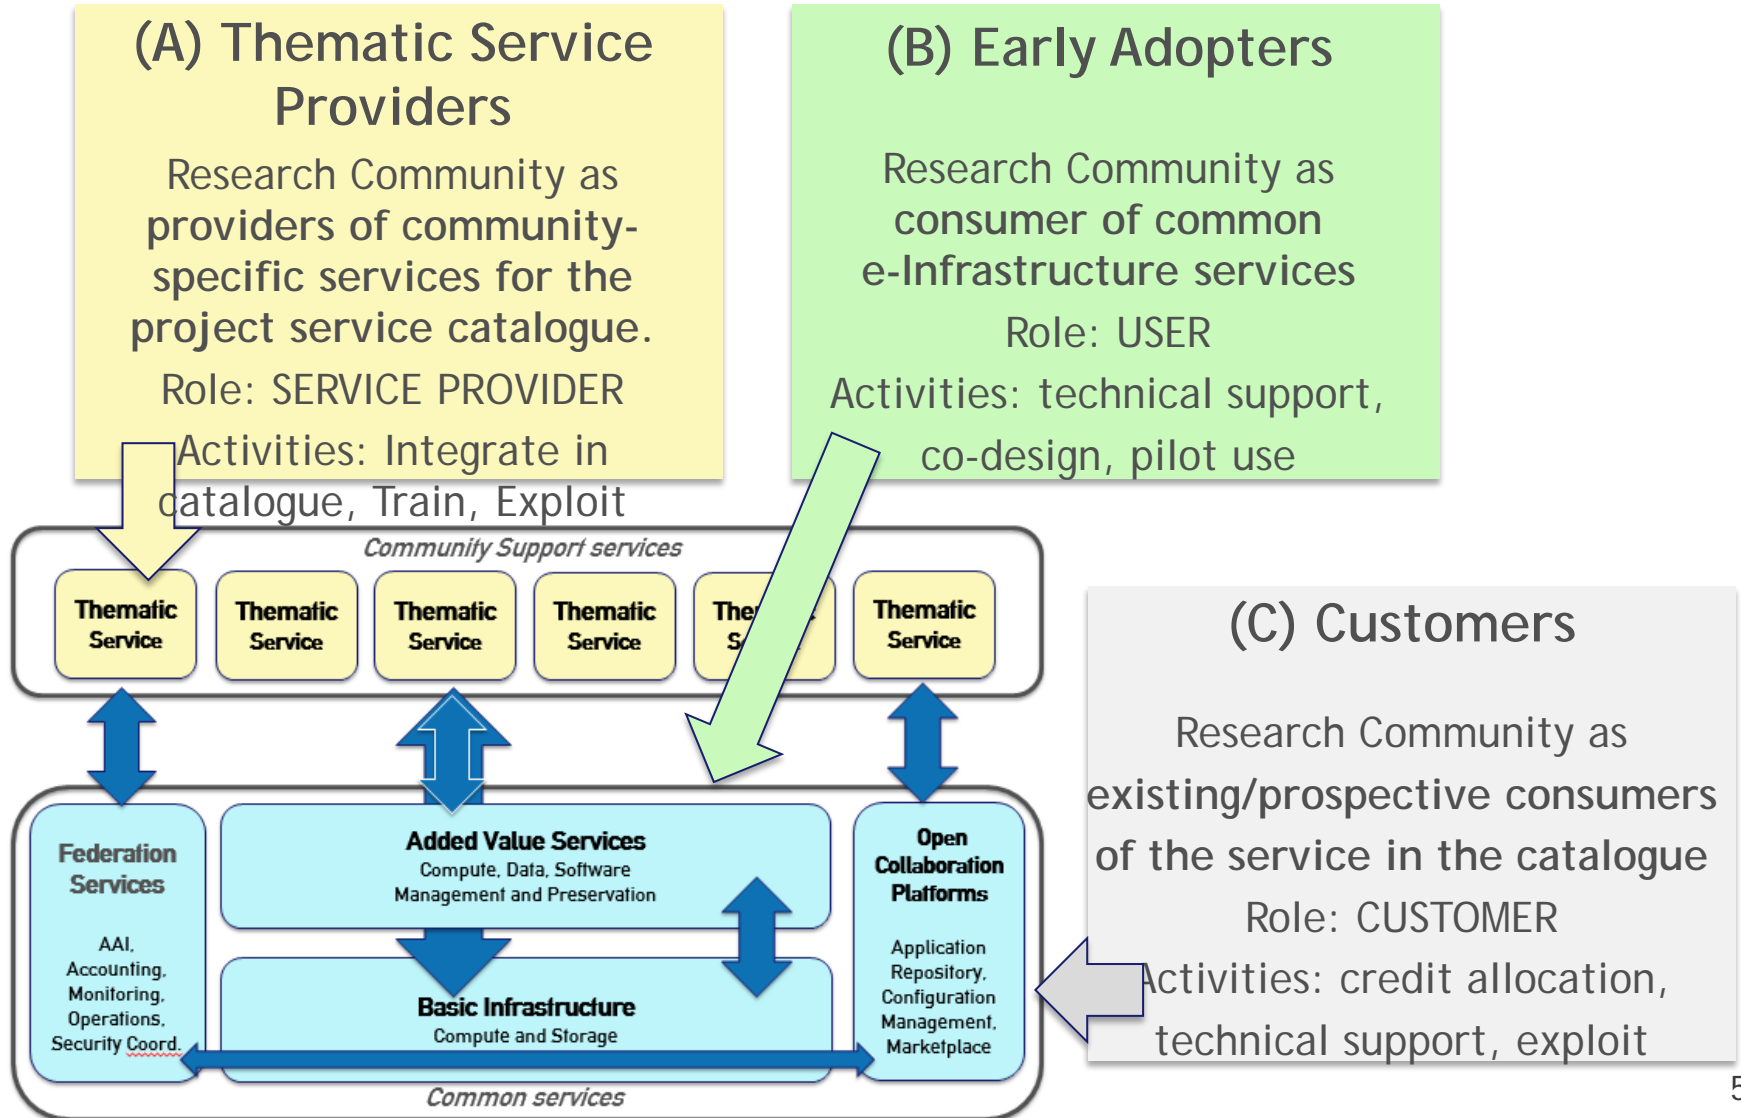 (A) Thematic Service
Providers
Research Community as
providers of community-
specific services for the
project service catalogue.
Role: SERVICE PROVIDER
Activities: Integrate in
catalogue, Train, Exploit
(B) Early Adopters
Research Community as
consumer of common
e-Infrastructure services
Role: USER
Activities: technical support,
co-design, pilot use
Community Support services
Thematic
Service
Thematic
Service
Thematic
Service
Thematic
Service
Thematic
Service
(C) Customers
Research Community as
existing/prospective consumers
of the service in the catalogue
Role: CUSTOMER
Activities: credit allocation,
technical support, exploit
Federation
Services
AAI,
Accounting,
Monitoring,
Operations,
Security Coord.
Added Value Services
Compute, Data, Software
Management and Preservation
Basic Infrastructure
Compute and Storage
Open
Collaboration
Platforms
Application
Repository,
Configuration
Management,
Marketplace
Common services
5